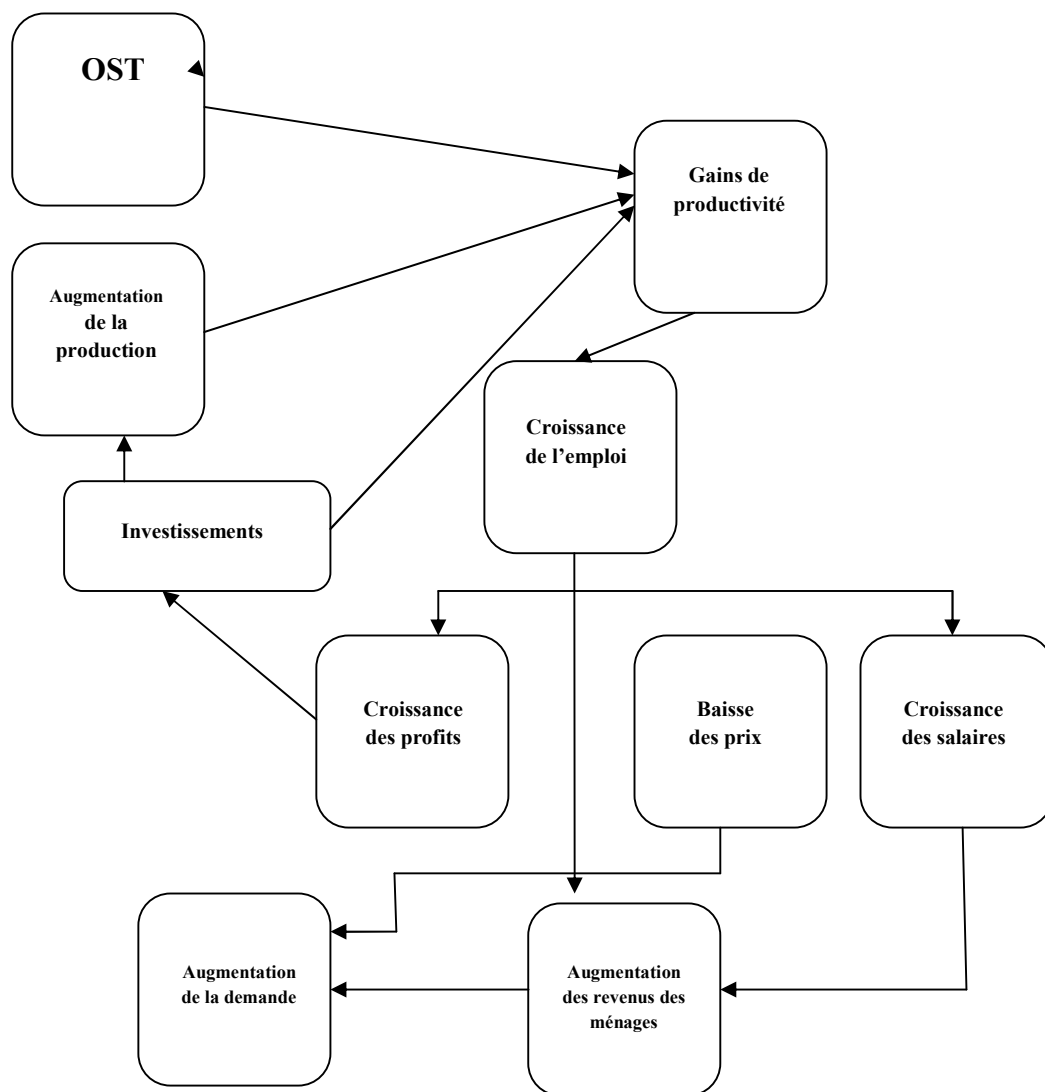 OST
Gains de
productivité
Augmentation
de la
production
Croissance
de l’emploi
Investissements
Croissance
des profits
Baisse
des prix
Croissance
des salaires
Augmentation
de la demande
Augmentation
des revenus des
ménages